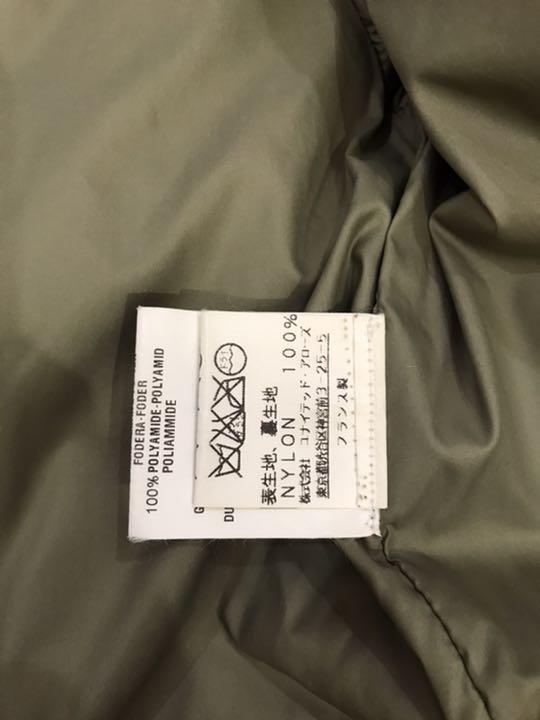 FODERA-FODER
100% POLYAMIDE-POLYAMID
POLIAMMIDE
G
DU
表生地、裏生地
NYLON 100%
株式会社 ユナイテッド・アローズ
東京都渋谷区神宮前3-25-5
フランス製